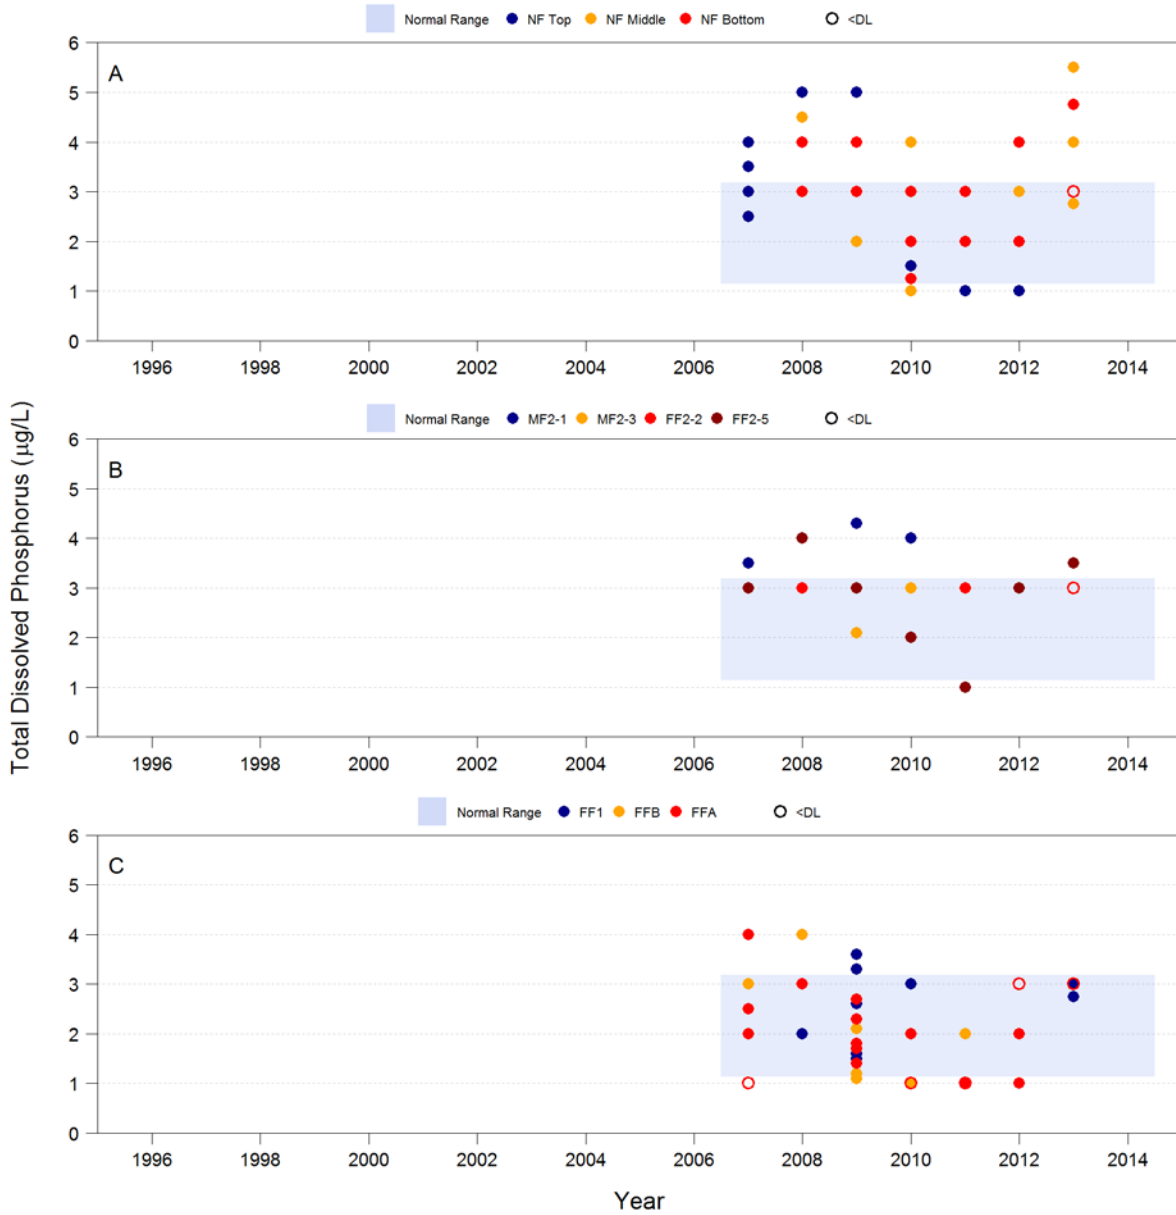 Normal Range NF Top NF Middle NF Bottom <DL
A
6
5
4
3
2
1
0
1996 1998 2000 2002 2004 2006 2008 2010 2012 2014
Total Dissolved Phosphorus (µg/L)
Normal Range MF2-1 MF2-3 FF2-2 FF2-5 <DL
B
6
5
4
3
2
1
0
1996 1998 2000 2002 2004 2006 2008 2010 2012 2014
Normal Range FF1 FFB FFA <DL
C
6
5
4
3
2
1
0
1996 1998 2000 2002 2004 2006 2008 2010 2012 2014
Year